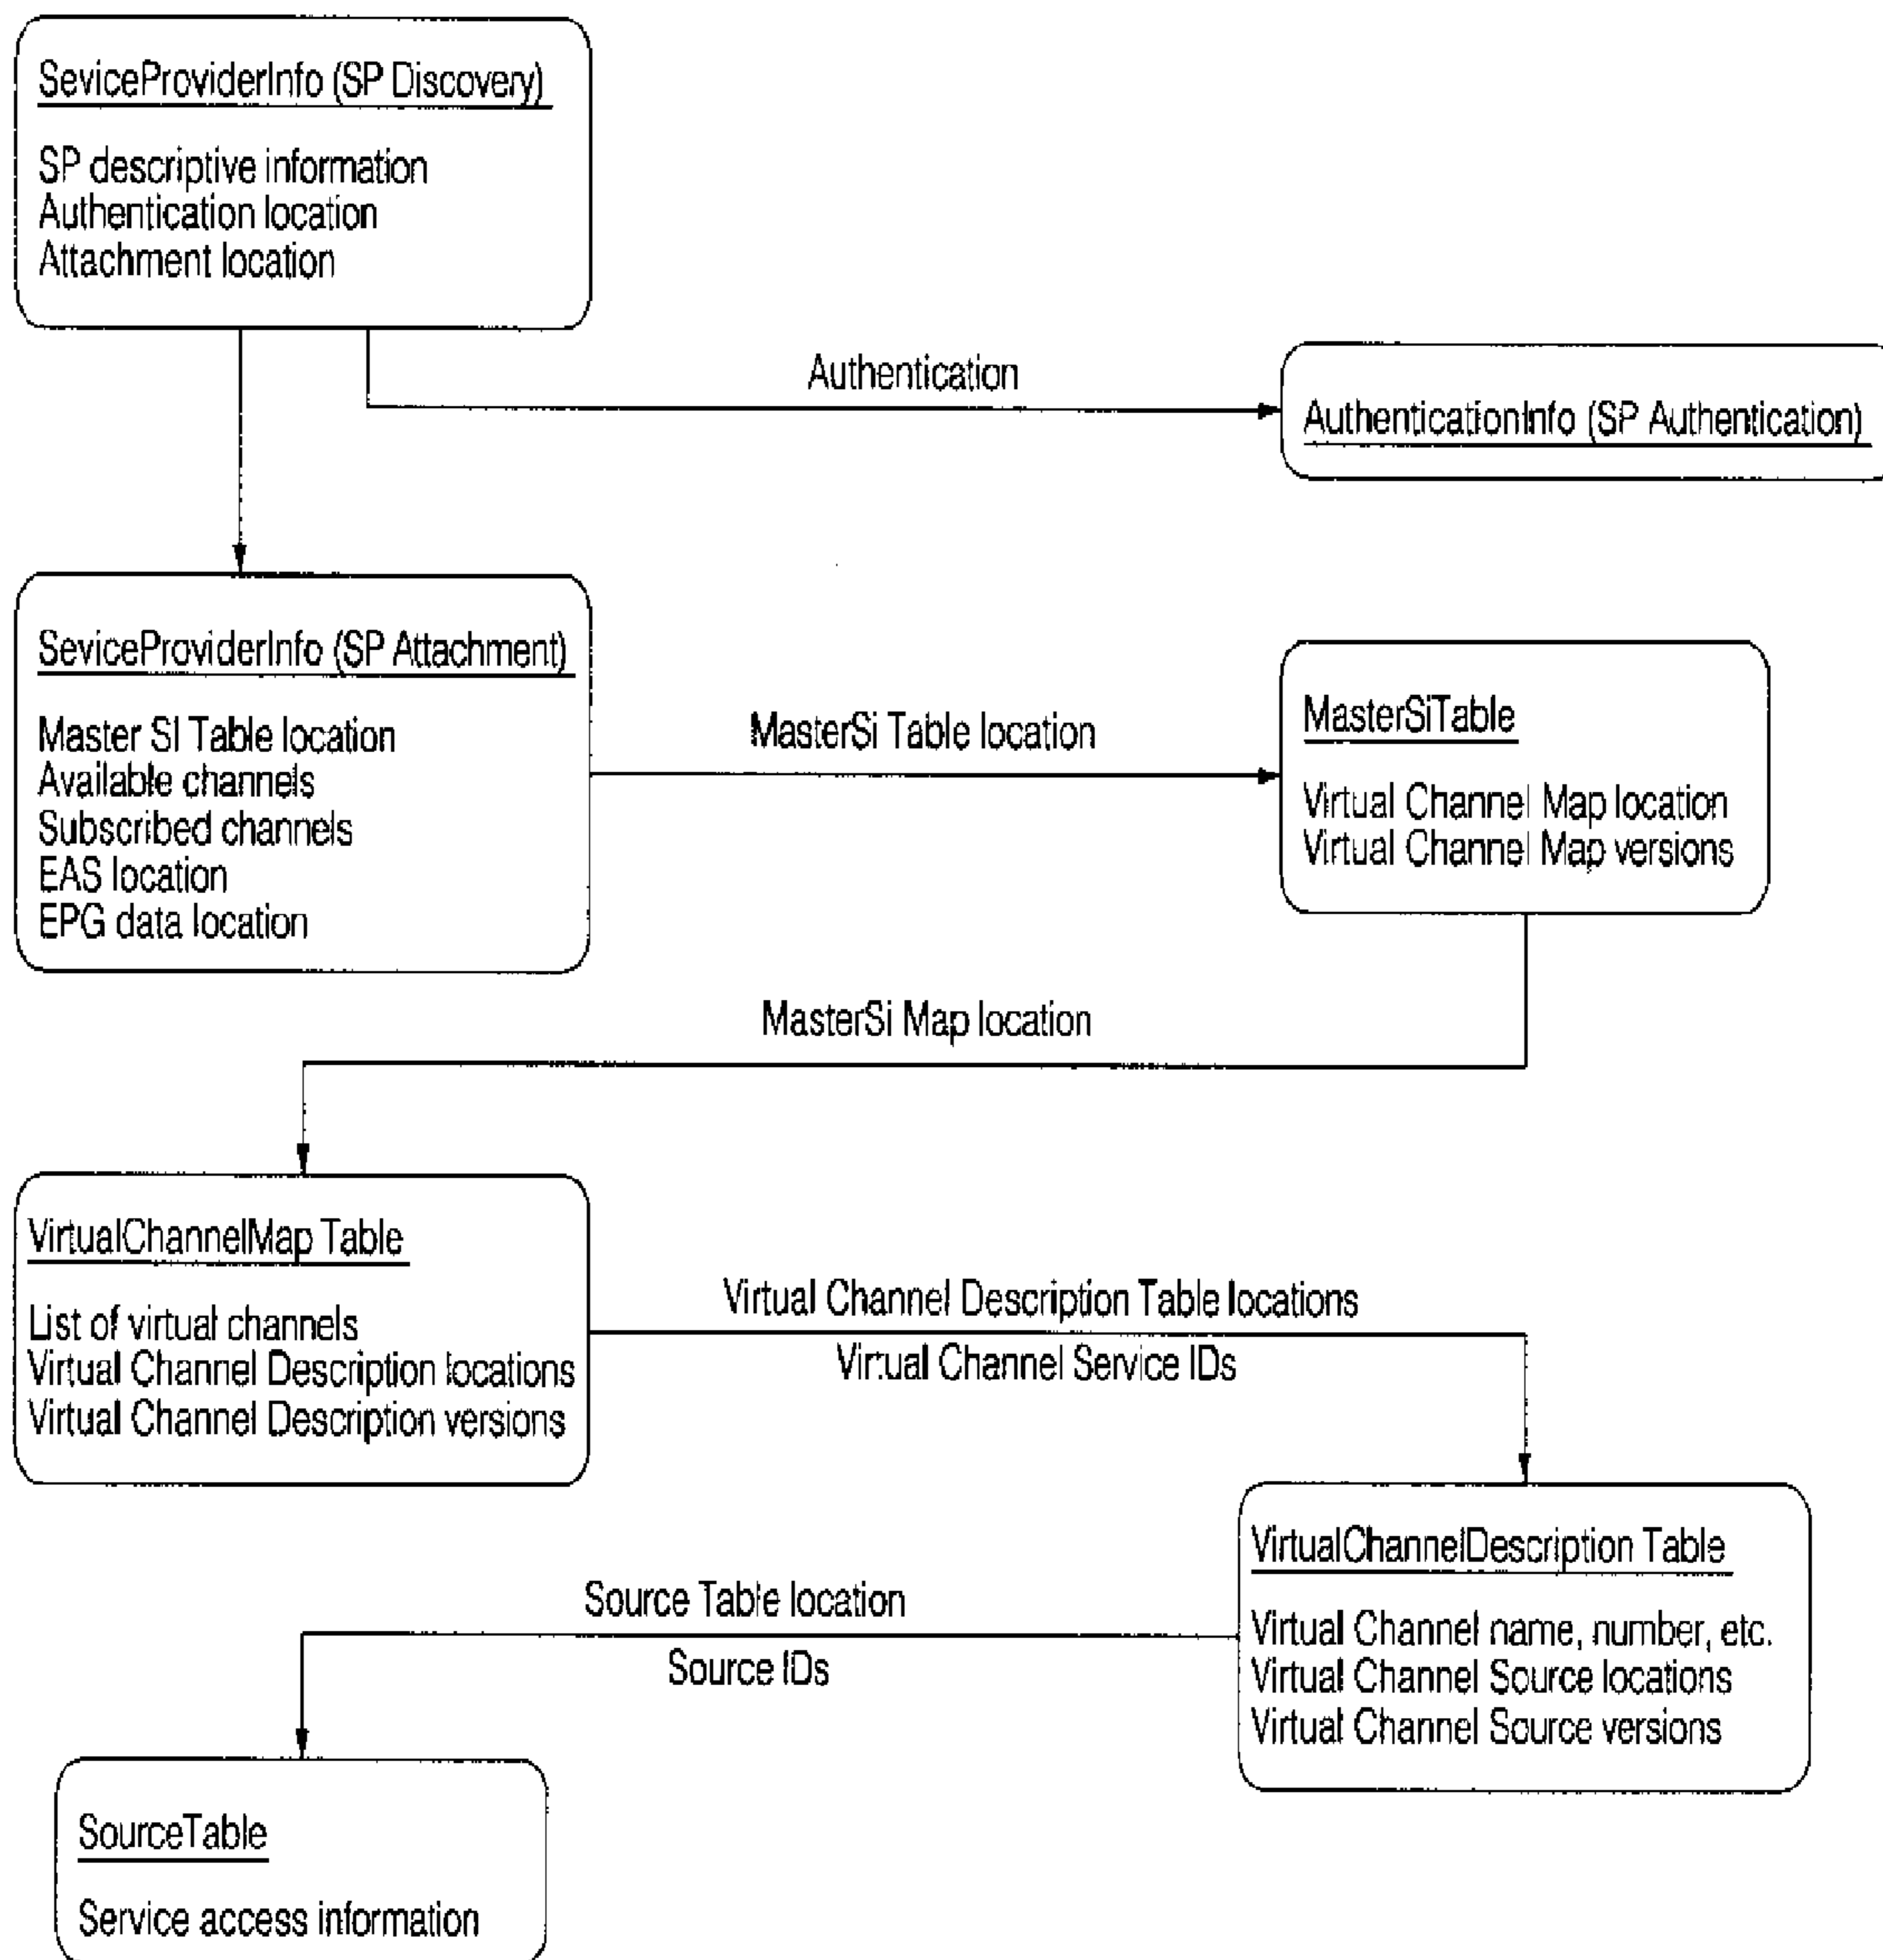 SeviceProviderInfo (SP Discovery)
SP descriptive information
Authentication location
Attachment location
Authentication
AuthenticationInfo (SP Authentication)
SeviceProviderInfo (SP Attachment)
Master SI Table location
Available channels
Subscribed channels
EAS location
EPG data location
MasterSi Table location
MasterSiTable
Virtual Channel Map location
Virtual Channel Map versions
MasterSi Map location
VirtualChannelMap Table
List of virtual channels
Virtual Channel Description locations
Virtual Channel Description versions
Virtual Channel Description Table locations
Virtual Channel Service IDs
VirtualChannelDescription Table
Virtual Channel name, number, etc.
Virtual Channel Source locations
Virtual Channel Source versions
Source Table location
Source IDs
SourceTable
Service access information